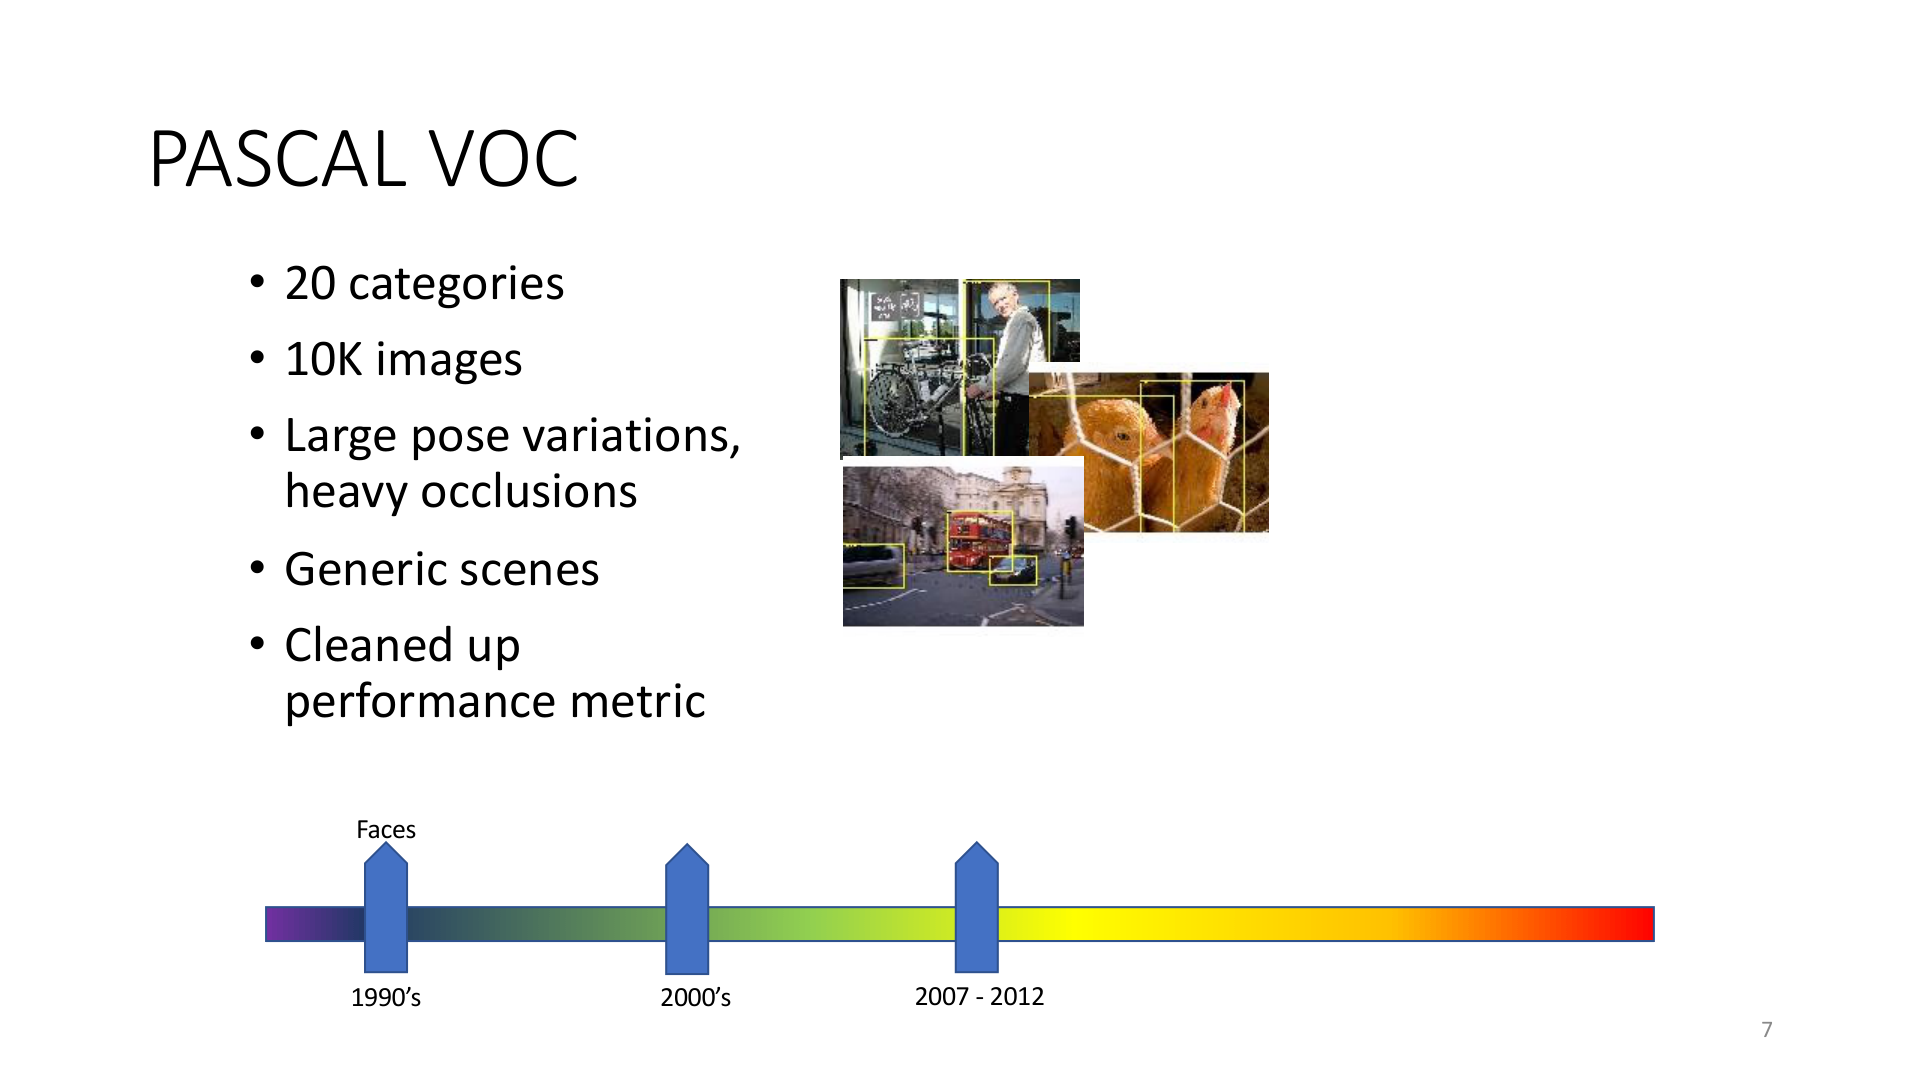 PASCAL VOC
• 20 categories
• 10K images
• Large pose variations,
heavy occlusions
• Generic scenes
• Cleaned up
performance metric
Faces
1990’s
2000’s
2007 - 2012
7